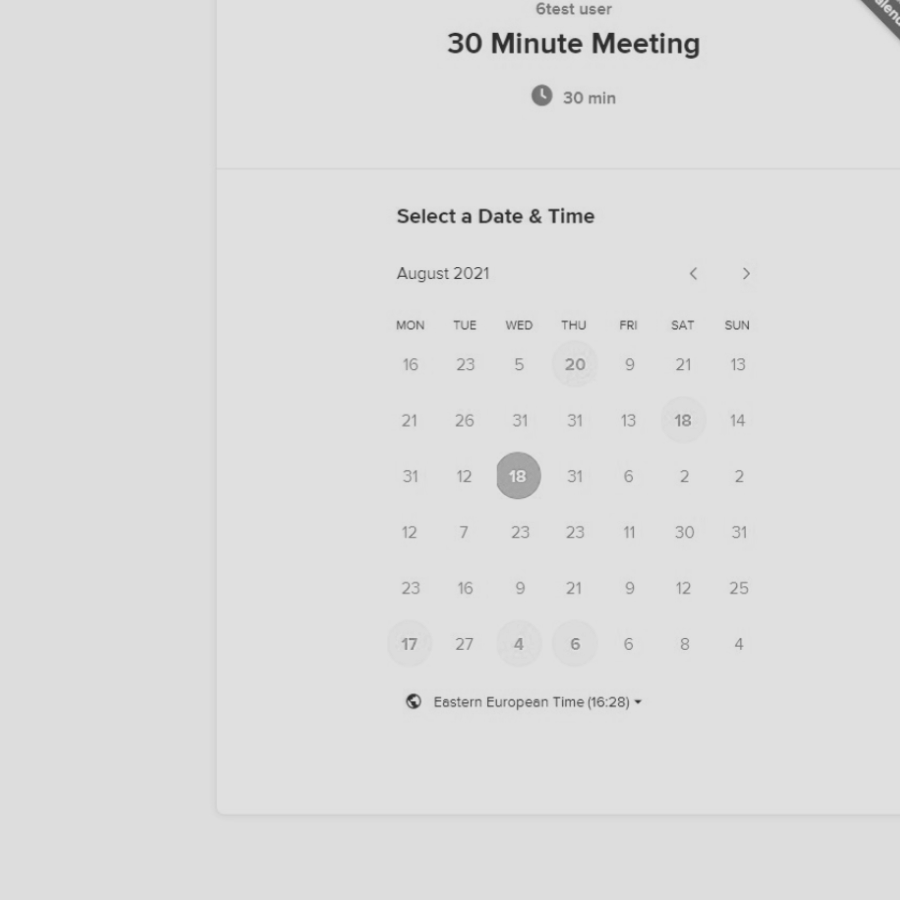 6test user
30 Minute Meeting
30 min
Select a Date & Time
August 2021
MON TUE WED THU FRI SAT SUN
16 23 5 20 9 21 13
21 26 31 31 13 18 14
31 12 18 31 6 2 2
12 7 23 23 11 30 31
23 16 9 21 9 12 25
17 27 4 6 6 8 4
Eastern European Time (16:28)